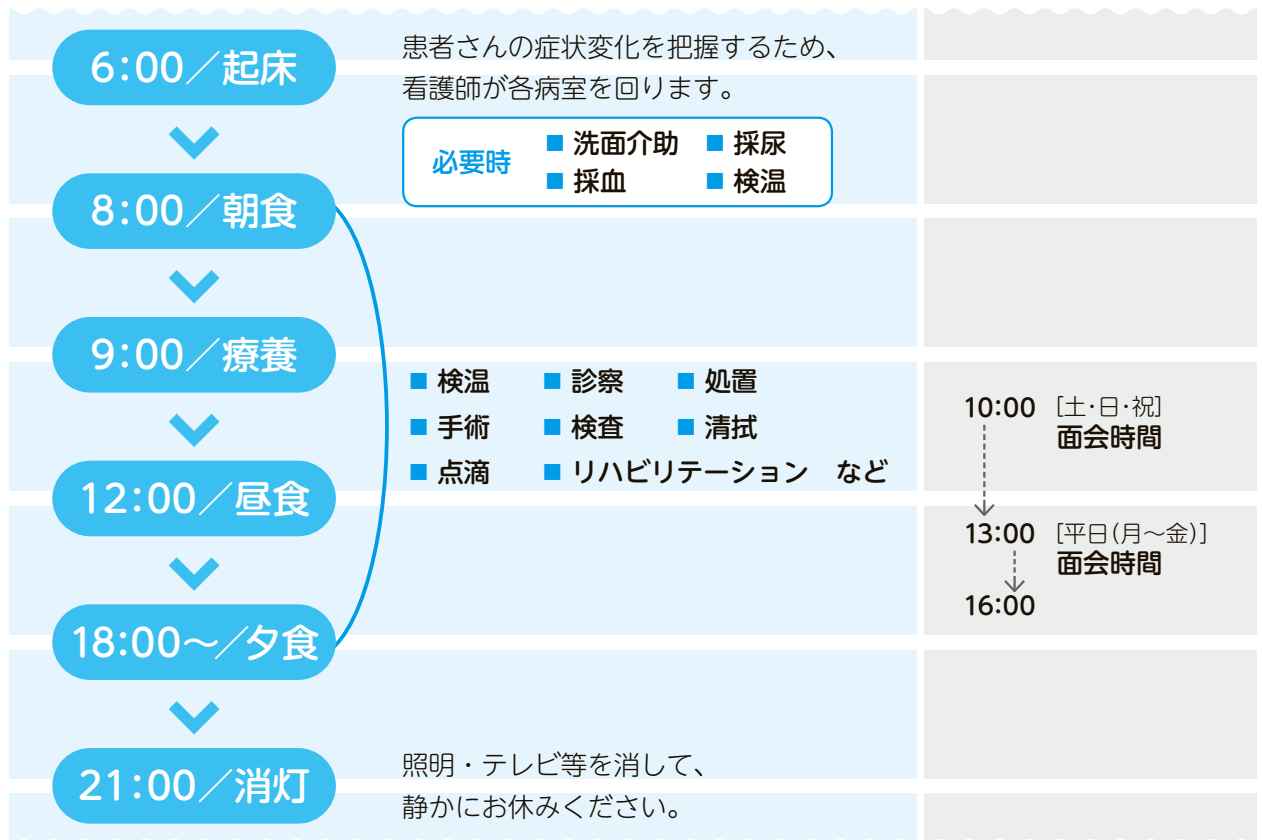 6:00／起床
患者さんの症状変化を把握するため、
看護師が各病室を回ります。
必要時
■ 洗面介助 ■ 採尿
■ 採血 ■ 検温
8:00／朝食
9:00／療養
■ 検温 ■ 診察 ■ 処置
■ 手術 ■ 検査 ■ 清拭
■ 点滴 ■ リハビリテーション など
10:00 [土・日・祝]
面会時間
12:00／昼食
13:00 [平日(月〜金)]
面会時間
16:00
18:00〜／夕食
21:00／消灯
照明・テレビ等を消して、
静かにお休みください。